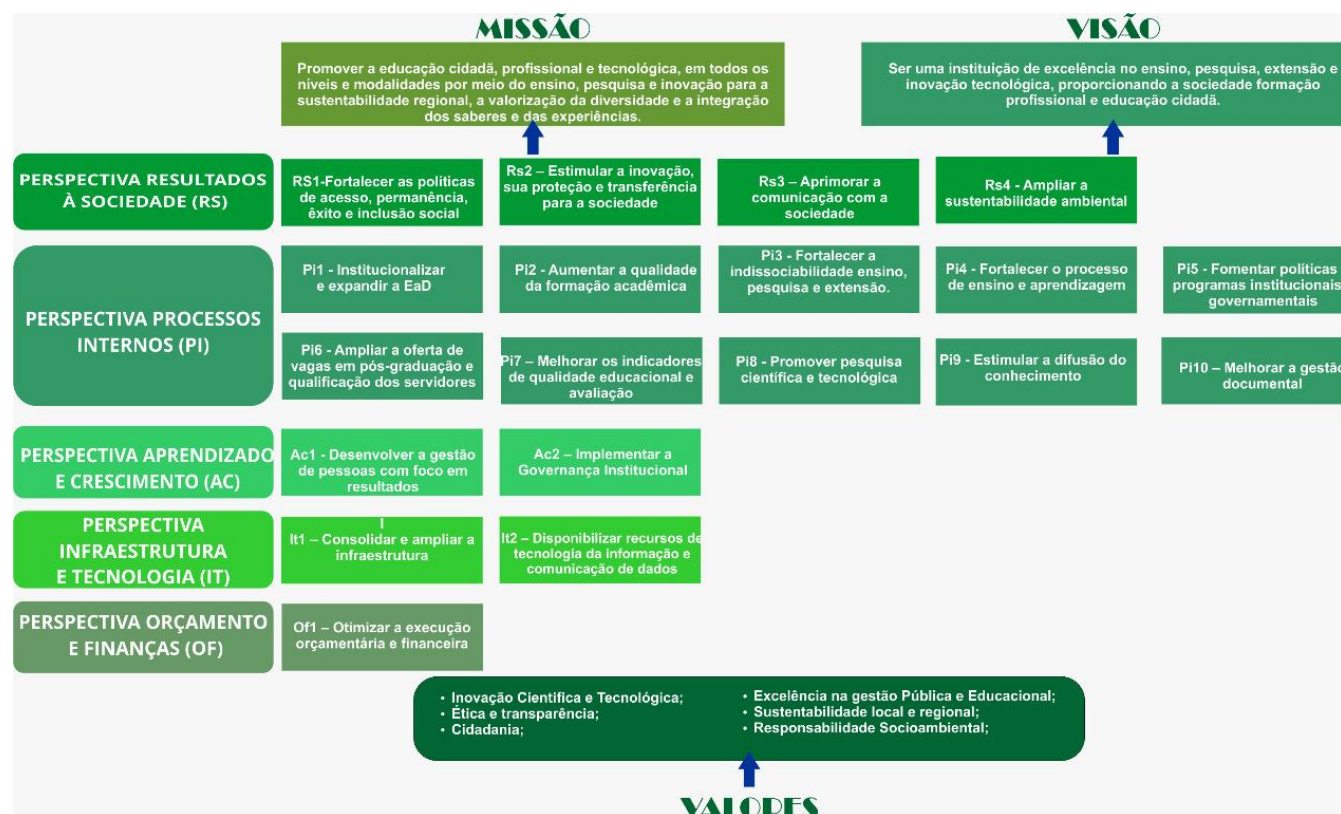 MISSÃO
Promover a educação cidadã, profissional e tecnológica, em todos os
níveis e modalidades por meio do ensino, pesquisa e inovação para a
sustentabilidade regional, a valorização da diversidade e a integração
dos saberes e das experiências.
VISÃO
Ser uma instituição de excelência no ensino, pesquisa, extensão e
inovação tecnológica, proporcionando a sociedade formação
profissional e educação cidadã.
PERSPECTIVA RESULTADOS
À SOCIEDADE (RS)
RS1-Fortalecer as políticas
de acesso, permanência,
êxito e inclusão social
Rs2 – Estimular a inovação,
sua proteção e transferência
para a sociedade
Rs3 – Aprimorar a
comunicação com a
sociedade
Rs4 - Ampliar a
sustentabilidade ambiental
PERSPECTIVA PROCESSOS
INTERNOS (PI)
Pi1 - Institucionalizar
e expandir a EaD
Pi2 - Aumentar a qualidade
da formação acadêmica
Pi3 - Fortalecer a
indissociabilidade ensino,
pesquisa e extensão.
Pi4 - Fortalecer o processo
de ensino e aprendizagem
Pi5 - Fomentar políticas
programas institucionais
governamentais
Pi6 - Ampliar a oferta de
vagas em pós-graduação e
qualificação dos servidores
Pi7 – Melhorar os indicadores
de qualidade educacional e
avaliação
Pi8 - Promover pesquisa
científica e tecnológica
Pi9 - Estimular a difusão do
conhecimento
Pi10 – Melhorar a gestão
documental
PERSPECTIVA APRENDIZADO
E CRESCIMENTO (AC)
Ac1 - Desenvolver a gestão
de pessoas com foco em
resultados
Ac2 – Implementar a
Governança Institucional
PERSPECTIVA
INFRAESTRUTURA
E TECNOLOGIA (IT)
I
It1 – Consolidar e ampliar a
infraestrutura
It2 – Disponibilizar recursos de
tecnologia da informação e
comunicação de dados
PERSPECTIVA ORÇAMENTO
E FINANÇAS (OF)
Of1 – Otimizar a execução
orçamentária e financeira
• Inovação Científica e Tecnológica;
• Ética e transparência;
• Cidadania;
• Excelência na gestão Pública e Educacional;
• Sustentabilidade local e regional;
• Responsabilidade Socioambiental;
VALORES